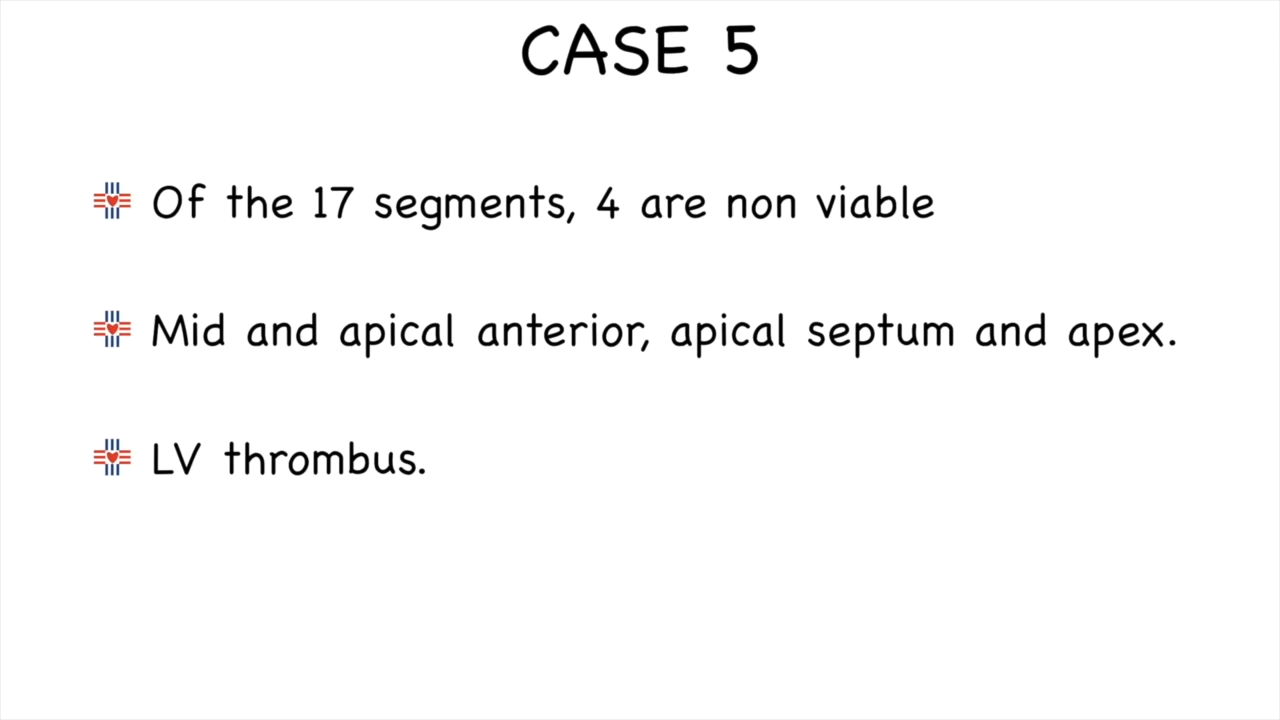 CASE 5
Of the 17 segments, 4 are non viable
Mid and apical anterior, apical septum and apex.
LV thrombus.